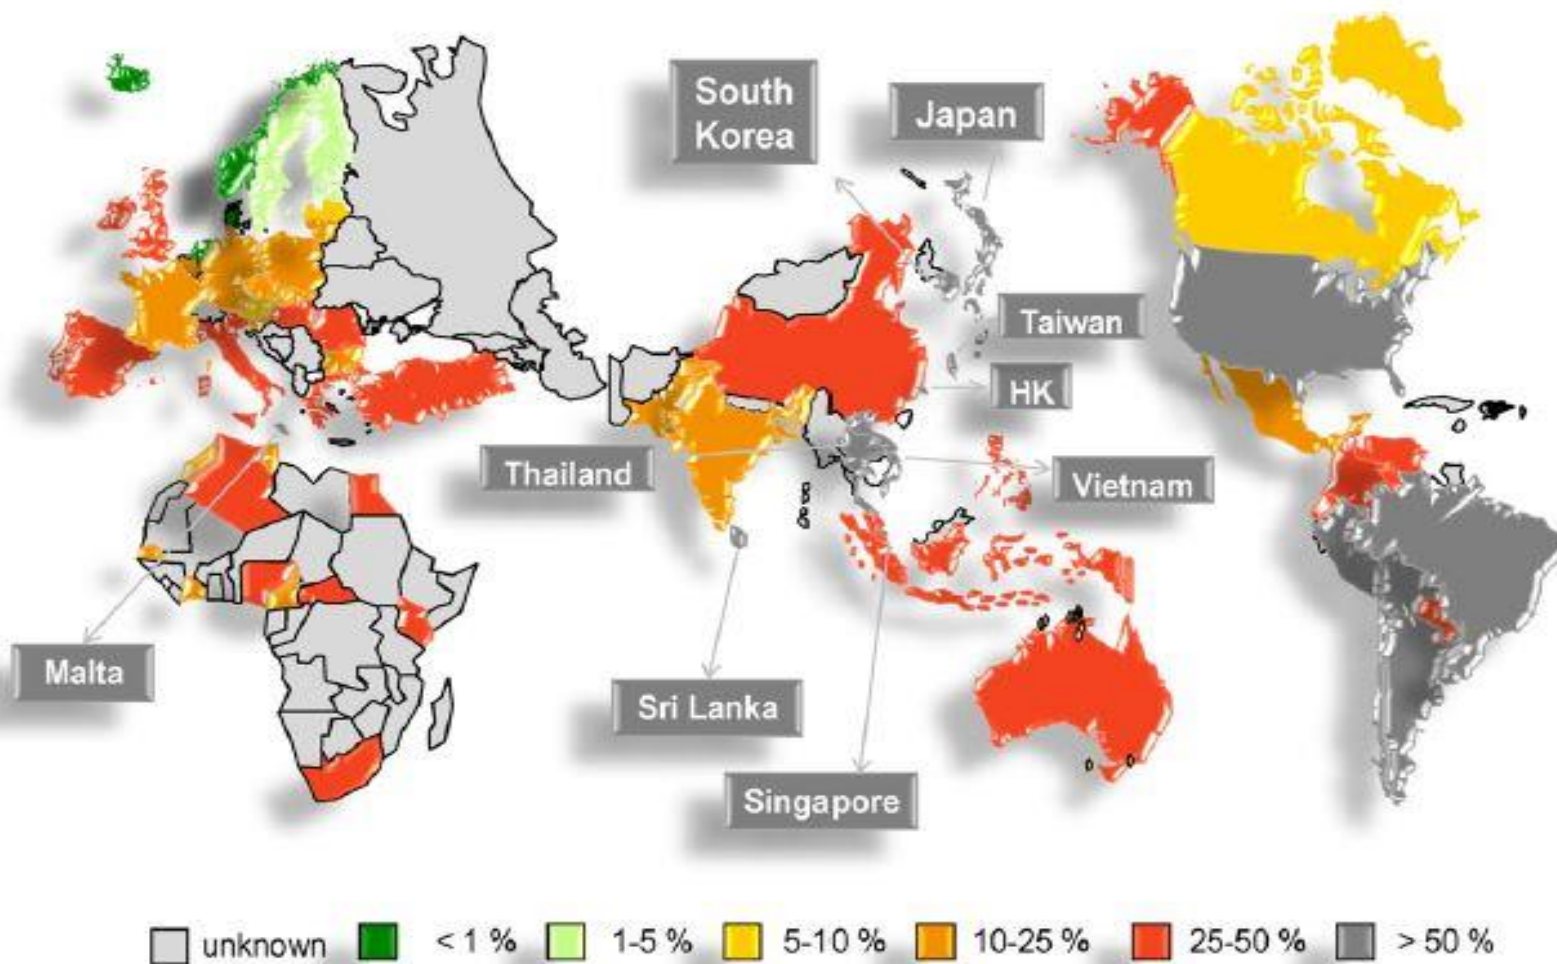 South
Korea
Japan
Taiwan
HK
Thailand
Vietnam
Malta
Sri Lanka
Singapore
unknown < 1 % 1-5 % 5-10 % 10-25 % 25-50 % > 50 %